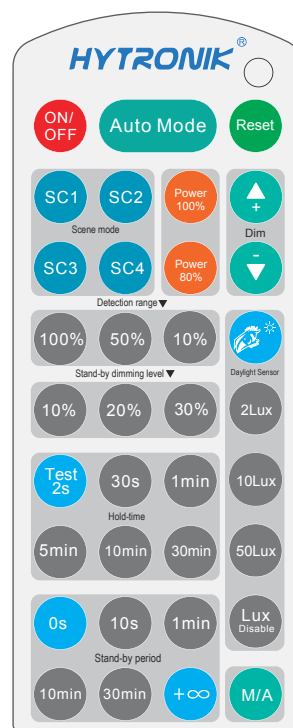 HYTRONIK®
ON/
OFF
Auto Mode
Reset
SC1 SC2 Power
100%
+
Scene mode
Dim
SC3 SC4 Power
80%
-
Detection range▼
100% 50% 10%
Stand-by dimming level ▼
Daylight Sensor
10% 20% 30% 2Lux
Test
2s
30s 1min 10Lux
Hold-time
5min 10min 30min 50Lux
0s 10s 1min Lux
Disable
Stand-by period
10min 30min +∞ M/A